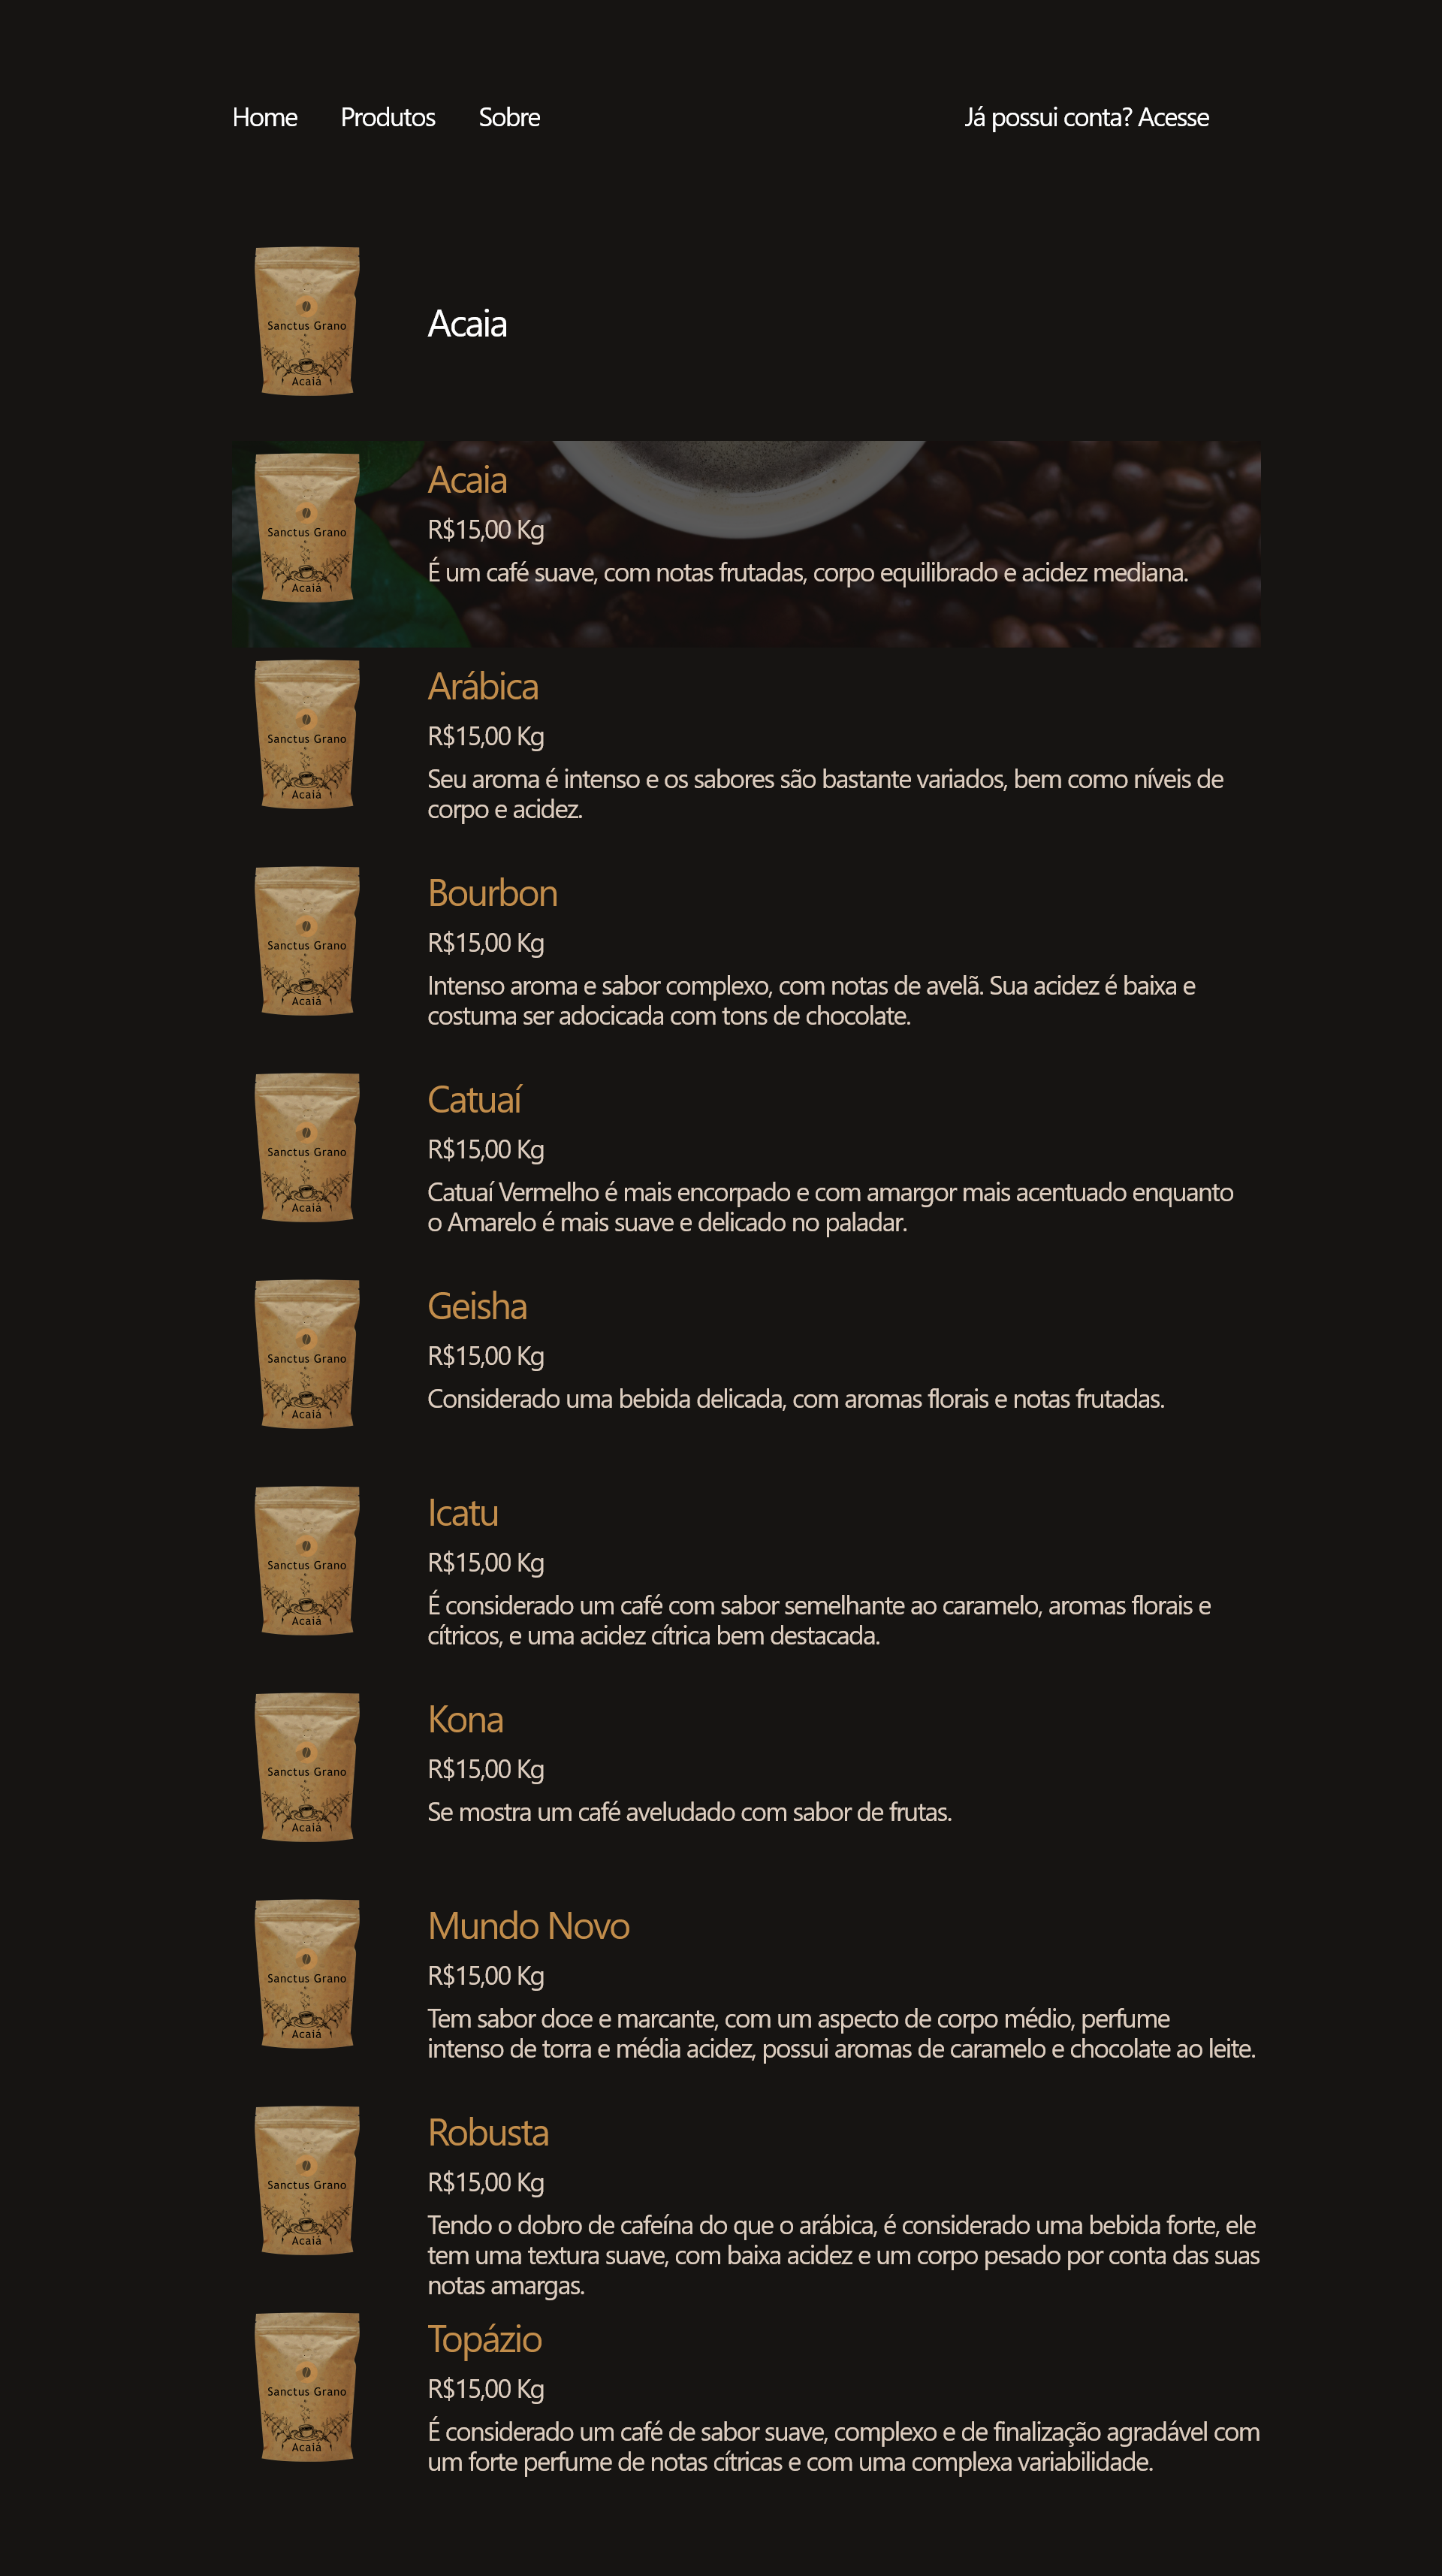 Home Produtos Sobre Já possui conta? Acesse
Sanctus Grano
Acaiá
Acaia
Sanctus Grano
Acaiá
Acaia
R$15,00 Kg
É um café suave, com notas frutadas, corpo equilibrado e acidez mediana.
Sanctus Grano
Acaiá
Arábica
R$15,00 Kg
Seu aroma é intenso e os sabores são bastante variados, bem como níveis de
corpo e acidez.
Sanctus Grano
Acaiá
Bourbon
R$15,00 Kg
Intenso aroma e sabor complexo, com notas de avelã. Sua acidez é baixa e
costuma ser adocicada com tons de chocolate.
Sanctus Grano
Acaiá
Catuaí
R$15,00 Kg
Catuaí Vermelho é mais encorpado e com amargor mais acentuado enquanto
o Amarelo é mais suave e delicado no paladar.
Sanctus Grano
Acaiá
Geisha
R$15,00 Kg
Considerado uma bebida delicada, com aromas florais e notas frutadas.
Sanctus Grano
Acaiá
Icatu
R$15,00 Kg
É considerado um café com sabor semelhante ao caramelo, aromas florais e
cítricos, e uma acidez cítrica bem destacada.
Sanctus Grano
Acaiá
Kona
R$15,00 Kg
Se mostra um café aveludado com sabor de frutas.
Sanctus Grano
Acaiá
Mundo Novo
R$15,00 Kg
Tem sabor doce e marcante, com um aspecto de corpo médio, perfume
intenso de torra e média acidez, possui aromas de caramelo e chocolate ao leite.
Sanctus Grano
Acaiá
Robusta
R$15,00 Kg
Tendo o dobro de cafeína do que o arábica, é considerado uma bebida forte, ele
tem uma textura suave, com baixa acidez e um corpo pesado por conta das suas
notas amargas.
Sanctus Grano
Acaiá
Topázio
R$15,00 Kg
É considerado um café de sabor suave, complexo e de finalização agradável com
um forte perfume de notas cítricas e com uma complexa variabilidade.